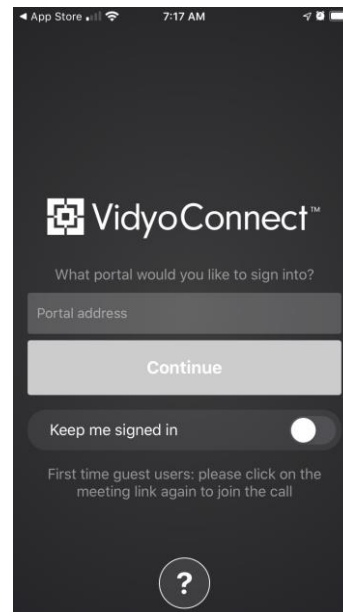 ◀ App Store
7:17 AM
VidyoConnect™
What portal would you like to sign into?
Portal address
Continue
Keep me signed in
First time guest users: please click on the
meeting link again to join the call
?